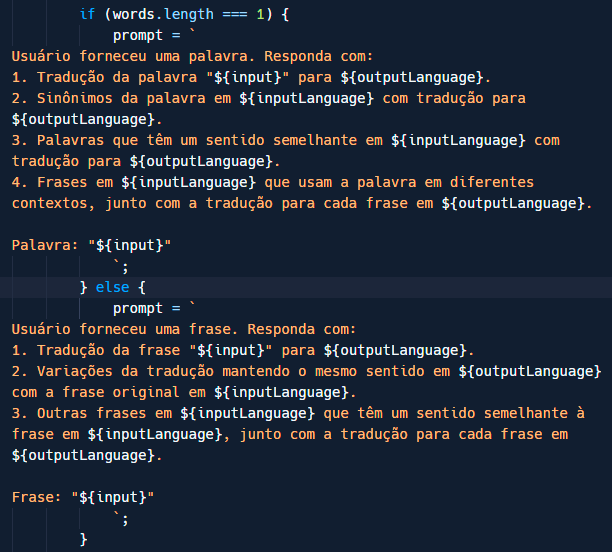 if (words.length === 1) {
prompt = `
Usuário forneceu uma palavra. Responda com:
1. Tradução da palavra "${input}" para ${outputLanguage}.
2. Sinônimos da palavra em ${inputLanguage} com tradução para
${outputLanguage}.
3. Palavras que têm um sentido semelhante em ${inputLanguage} com
tradução para ${outputLanguage}.
4. Frases em ${inputLanguage} que usam a palavra em diferentes
contextos, junto com a tradução para cada frase em ${outputLanguage}.
Palavra: "${input}"
`;
} else {
prompt = `
Usuário forneceu uma frase. Responda com:
1. Tradução da frase "${input}" para ${outputLanguage}.
2. Variações da tradução mantendo o mesmo sentido em ${outputLanguage}
com a frase original em ${inputLanguage}.
3. Outras frases em ${inputLanguage} que têm um sentido semelhante à
frase em ${inputLanguage}, junto com a tradução para cada frase em
${outputLanguage}.
Frase: "${input}"
`;
}